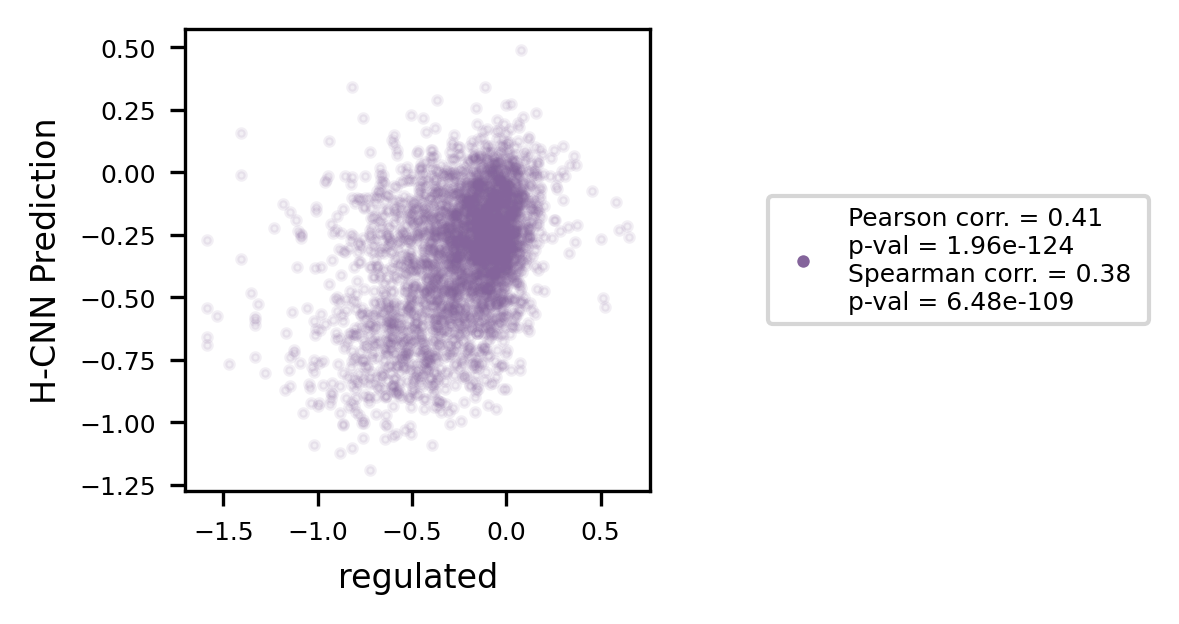 0.50
0.25
0.00
−0.25
−0.50
−0.75
−1.00
−1.25
H-CNN Prediction
−1.5 −1.0 −0.5 0.0 0.5
regulated
Pearson corr. = 0.41
p-val = 1.96e-124
Spearman corr. = 0.38
p-val = 6.48e-109